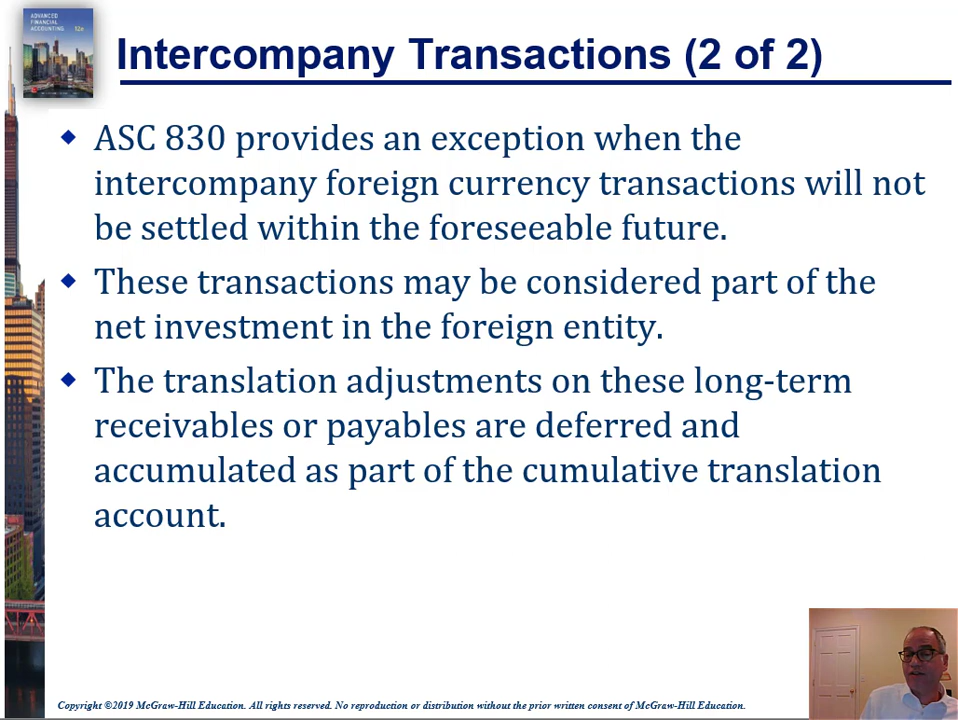 ADVANCED
FINANCIAL
ACCOUNTING
12e
Intercompany Transactions (2 of 2)
ASC 830 provides an exception when the
intercompany foreign currency transactions will not
be settled within the foreseeable future.
These transactions may be considered part of the
net investment in the foreign entity.
The translation adjustments on these long-term
receivables or payables are deferred and
accumulated as part of the cumulative translation
account.
Copyright ©2019 McGraw-Hill Education. All rights reserved. No reproduction or distribution without the prior written consent of McGraw-Hill Education.